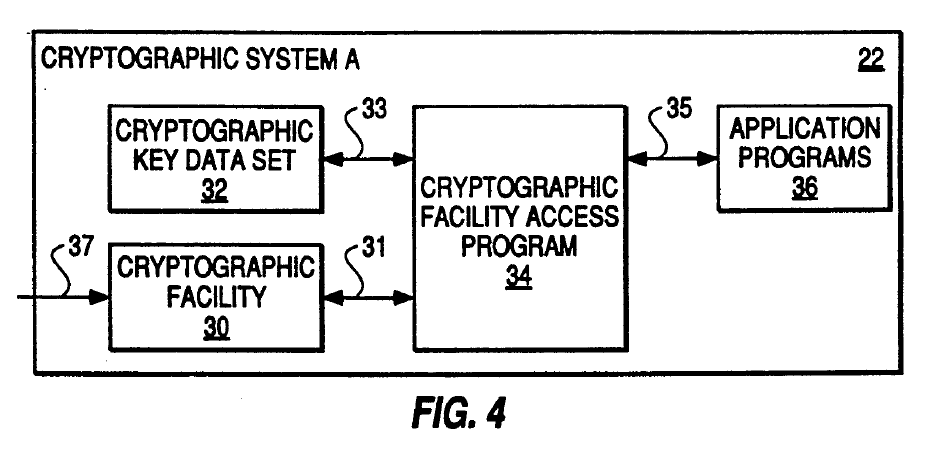 CRYPTOGRAPHIC SYSTEM A
22
CRYPTOGRAPHIC
KEY DATA SET
32
33
CRYPTOGRAPHIC
FACILITY ACCESS
PROGRAM
34
35
APPLICATION
PROGRAMS
36
37
CRYPTOGRAPHIC
FACILITY
30
31
FIG. 4